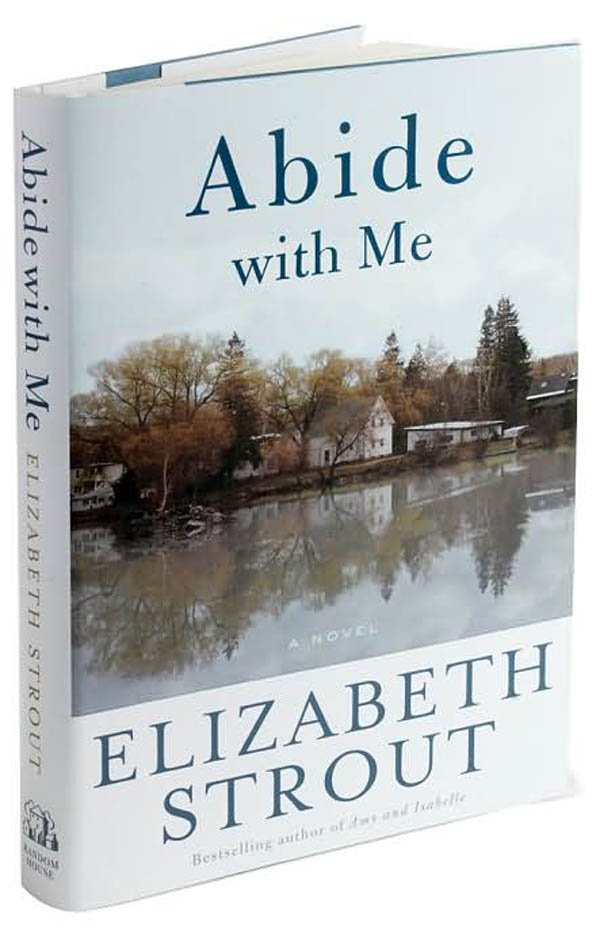 Abide
with Me
A NOVEL
ELIZABETH
STROUT
Bestselling author of Amy and Isabelle
Abide with Me ELIZABETH STROUT
RANDOM
HOUSE